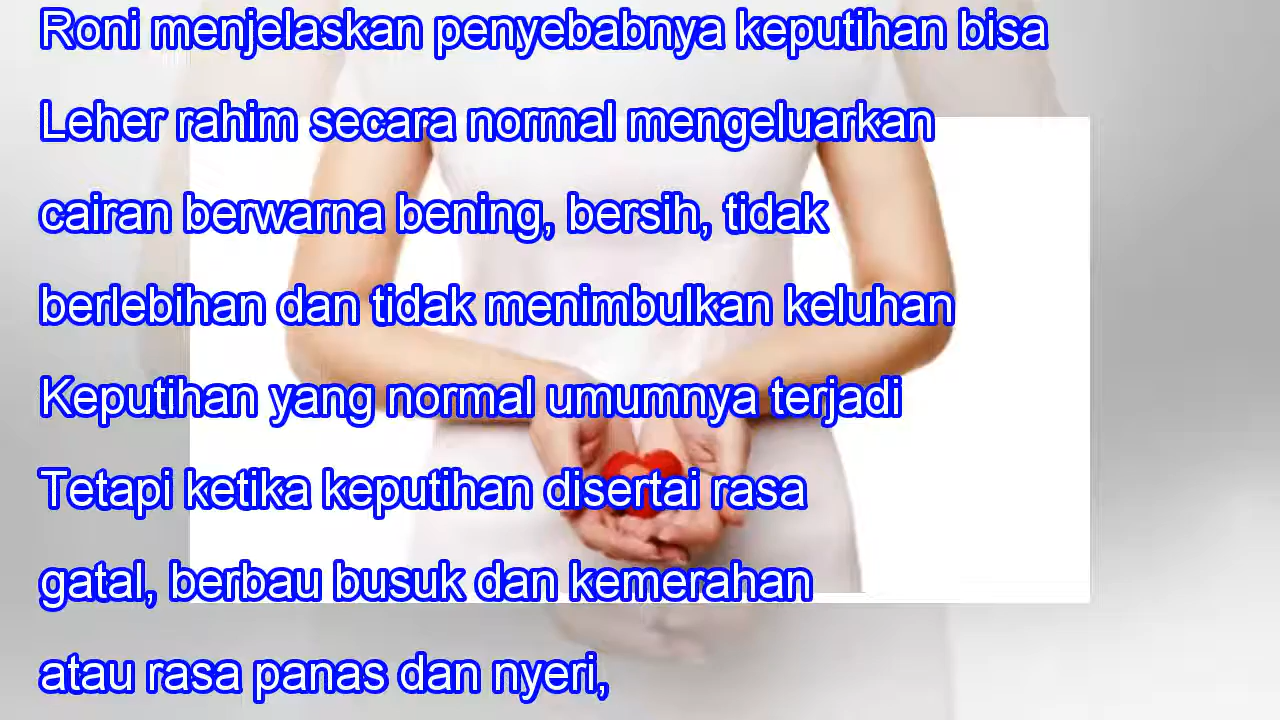 Roni menjelaskan penyebabnya keputihan bisa
Leher rahim secara normal mengeluarkan
cairan berwarna bening, bersih, tidak
berlebihan dan tidak menimbulkan keluhan
Keputihan yang normal umumnya terjadi
Tetapi ketika keputihan disertai rasa
gatal, berbau busuk dan kemerahan
atau rasa panas dan nyeri,